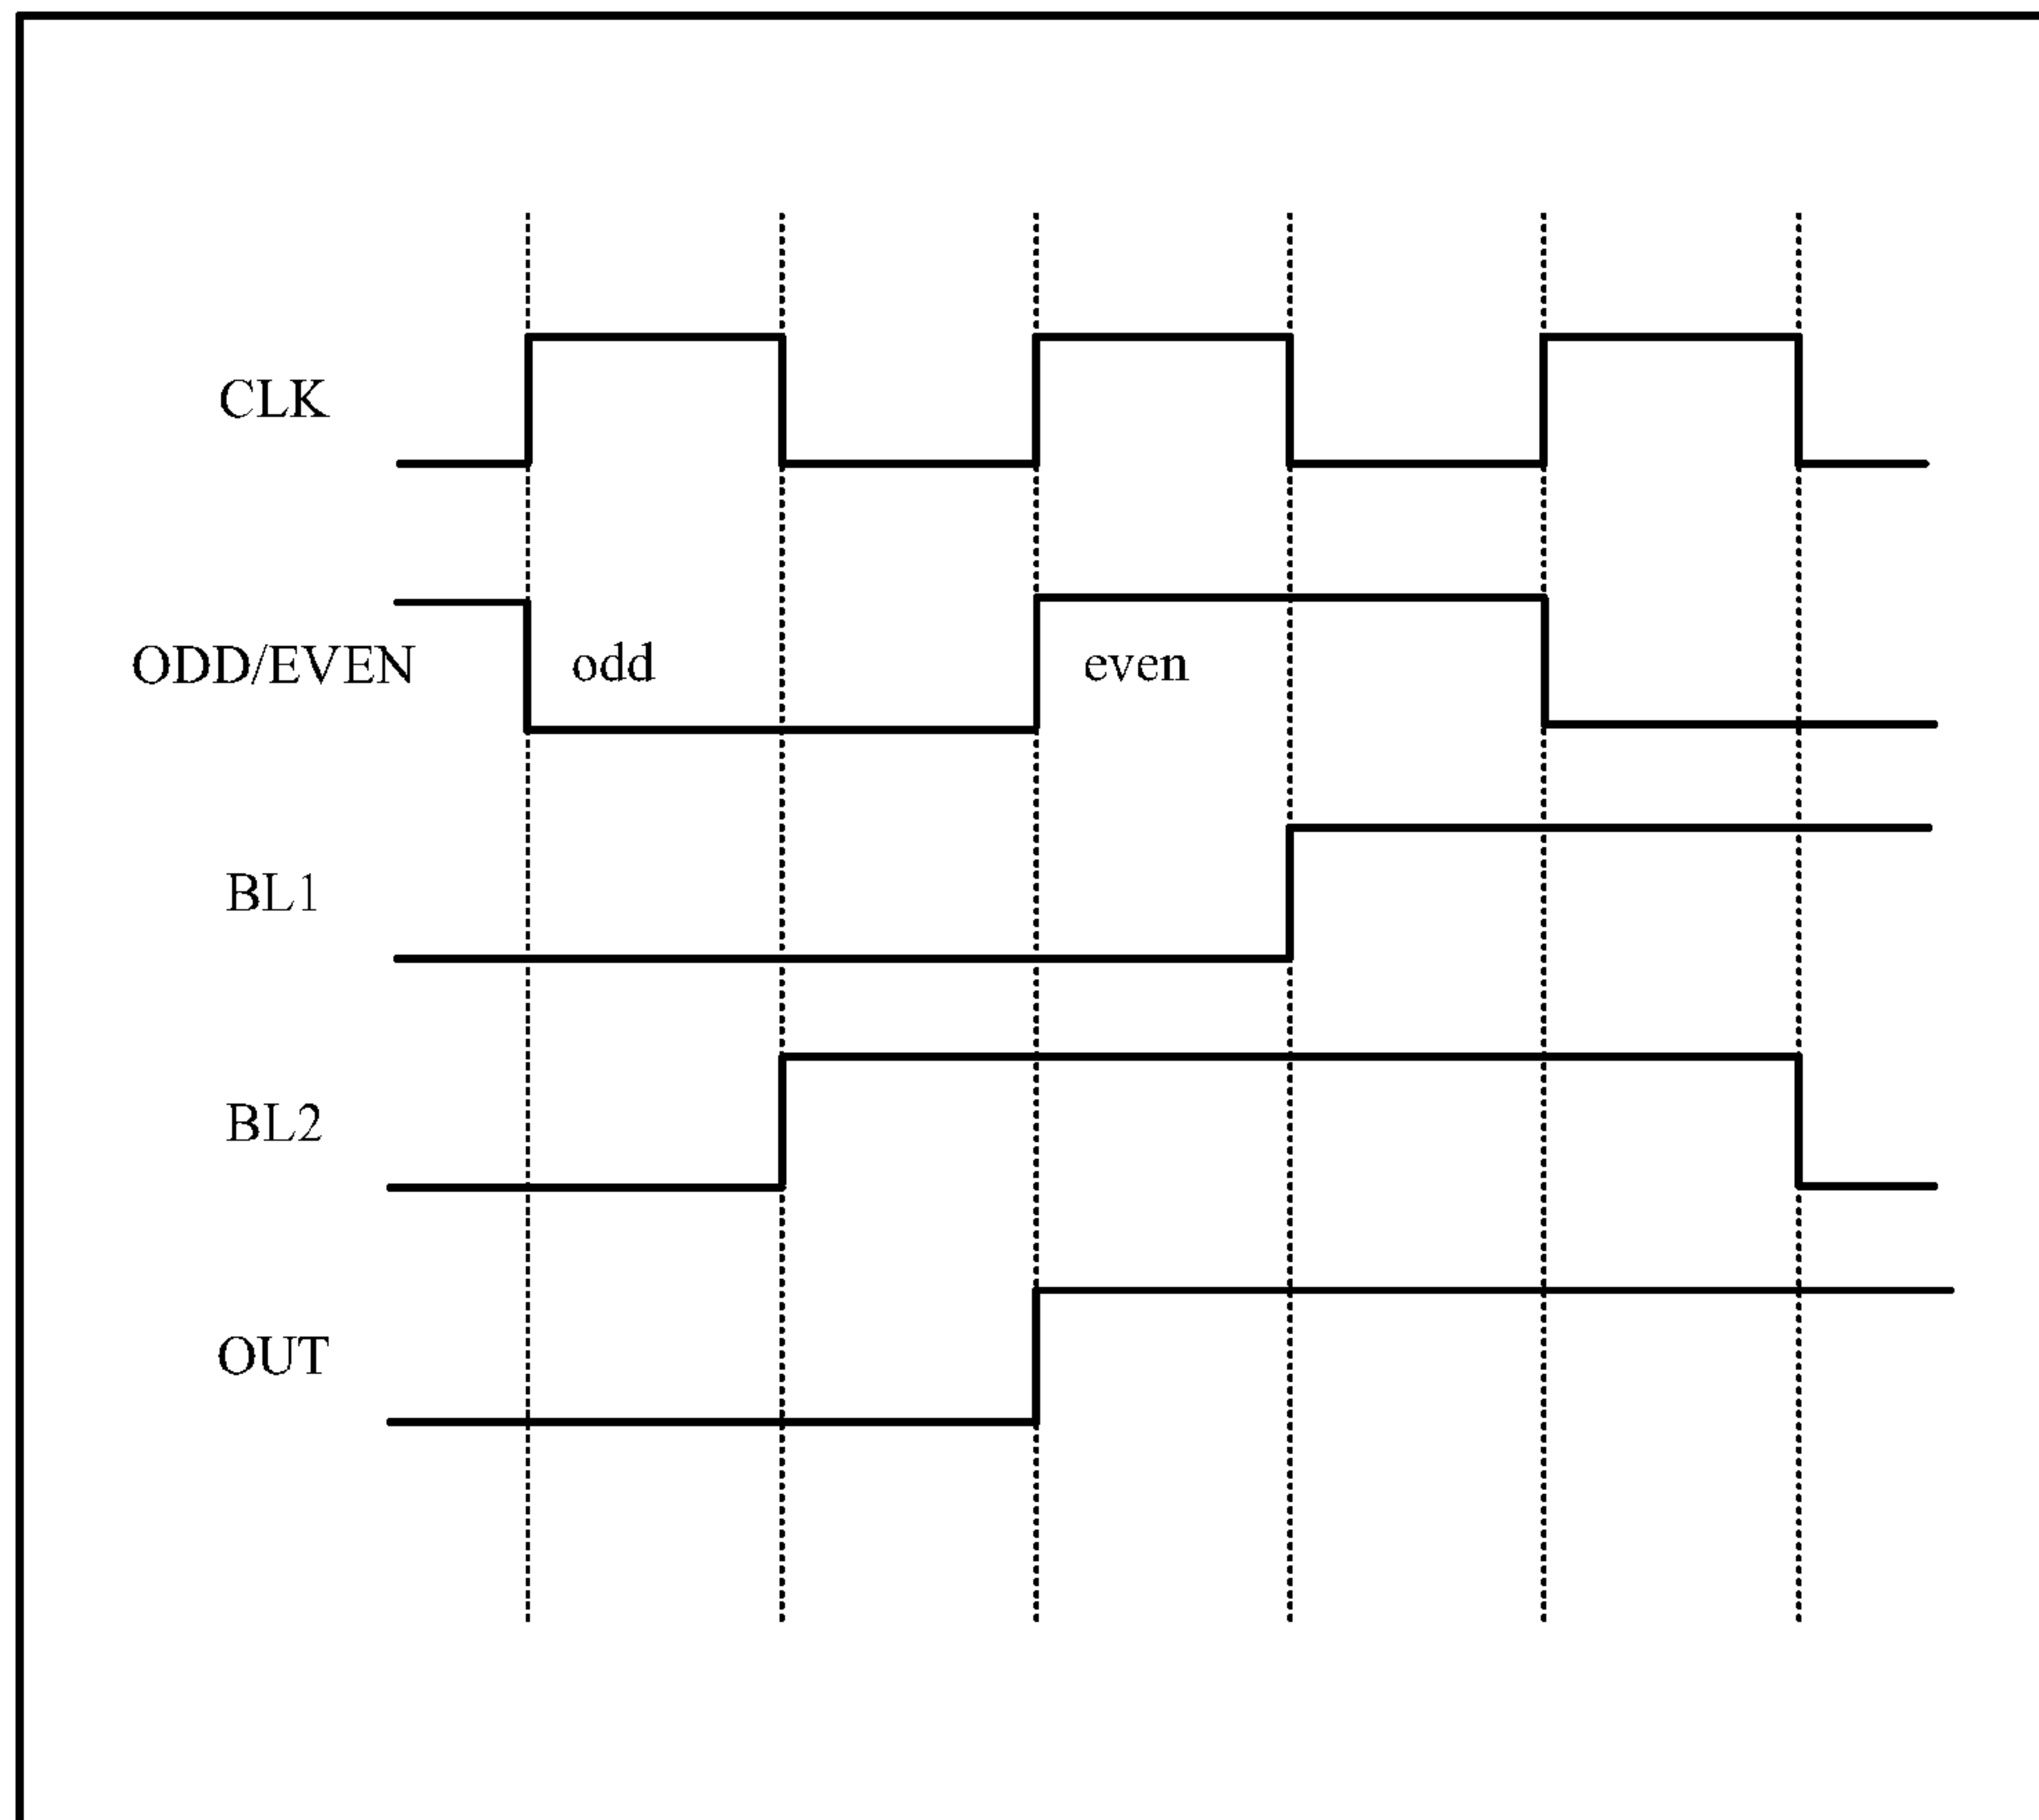 CLK
ODD/EVEN
odd
even
BL1
BL2
OUT